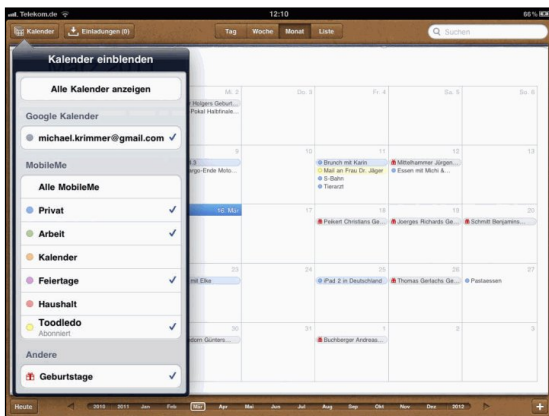 Telekom.de
12:10
66 %
Kalender
Einladungen (0)
Tag
Woche
Monat
Liste
Suchen
Kalender einblenden
Alle Kalender anzeigen
Google Kalender
michael.krimmer@gmail.com
MobileMe
Alle MobileMe
Privat
Arbeit
Kalender
Feiertage
Haushalt
Toodledo
Abonniert
Andere
Geburtstage
Mi. 2
Do. 3
Fr. 4
Sa. 5
So. 6
Holgers Geburt...
-Pokal Halbfinale...
9
10
11
12
13
Brunch mit Karin
Mittelhammer Jürgen...
Mail an Frau Dr. Jäger
Essen mit Michi &...
S-Bahn
Tierarzt
16. Mär
17
18
19
20
Joerges Richards Ge...
Schmitt Benjamins...
23
24
25
26
27
mit Elke
iPad 2 in Deutschland
Thomas Gerlachs Ge...
Pastaessen
30
31
1
2
3
Günters...
Buchberger Andreas...
Heute
2010
2011
Jan
Feb
Mär
Apr
Mai
Jun
Jul
Aug
Sep
Okt
Nov
Dez
2012